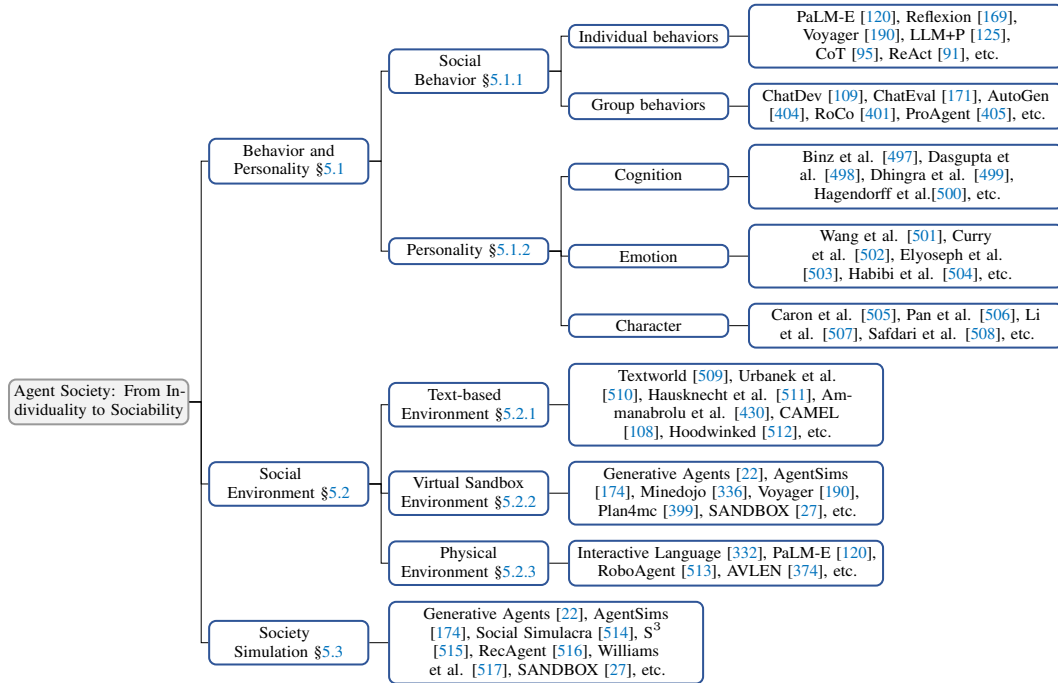 Agent Society: From In-
dividuality to Sociability
Behavior and
Personality §5.1
Social
Behavior §5.1.1
Individual behaviors
PaLM-E [120], Reflexion [169],
Voyager [190], LLM+P [125],
CoT [95], ReAct [91], etc.
Group behaviors
ChatDev [109], ChatEval [171], AutoGen
[404], RoCo [401], ProAgent [405], etc.
Personality §5.1.2
Cognition
Binz et al. [497], Dasgupta et
al. [498], Dhingra et al. [499],
Hagendorff et al.[500], etc.
Emotion
Wang et al. [501], Curry
et al. [502], Elyoseph et al.
[503], Habibi et al. [504], etc.
Character
Caron et al. [505], Pan et al. [506], Li
et al. [507], Safdari et al. [508], etc.
Social
Environment §5.2
Text-based
Environment §5.2.1
Textworld [509], Urbanek et al.
[510], Hausknecht et al. [511], Am-
manabrolu et al. [430], CAMEL
[108], Hoodwinked [512], etc.
Virtual Sandbox
Environment §5.2.2
Generative Agents [22], AgentSims
[174], Minedojo [336], Voyager [190],
Plan4mc [399], SANDBOX [27], etc.
Physical
Environment §5.2.3
Interactive Language [332], PaLM-E [120],
RoboAgent [513], AVLEN [374], etc.
Society
Simulation §5.3
Generative Agents [22], AgentSims
[174], Social Simulacra [514], S³
[515], RecAgent [516], Williams
et al. [517], SANDBOX [27], etc.